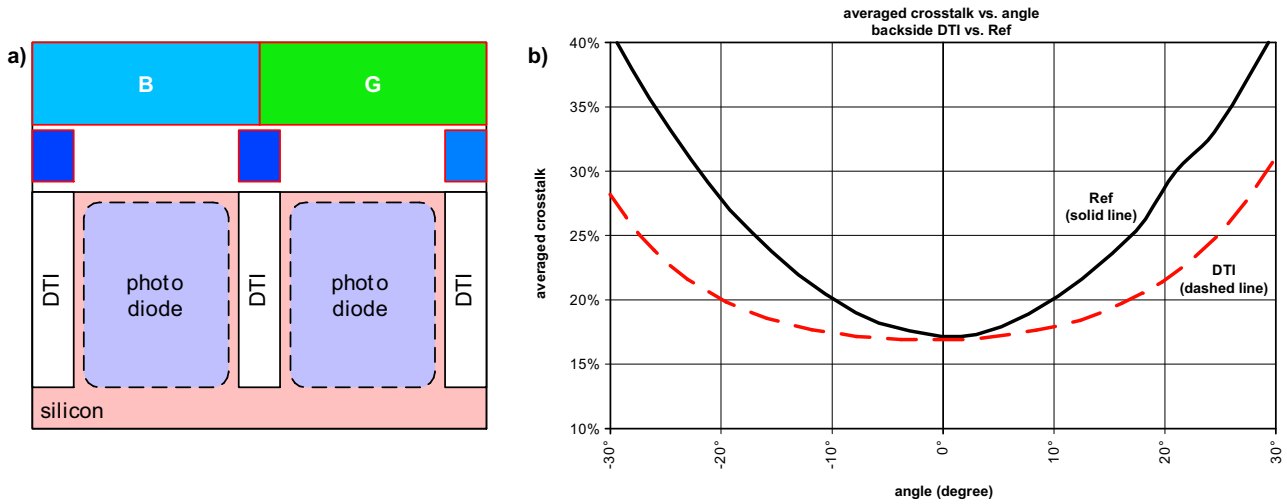 a)
B
G
DTI
photo
diode
DTI
photo
diode
DTI
silicon
b)
averaged crosstalk vs. angle
backside DTI vs. Ref
averaged crosstalk
40%
35%
30%
25%
20%
15%
10%
Ref
(solid line)
DTI
(dashed line)
-30°
-20°
-10°
0°
10°
20°
30°
angle (degree)